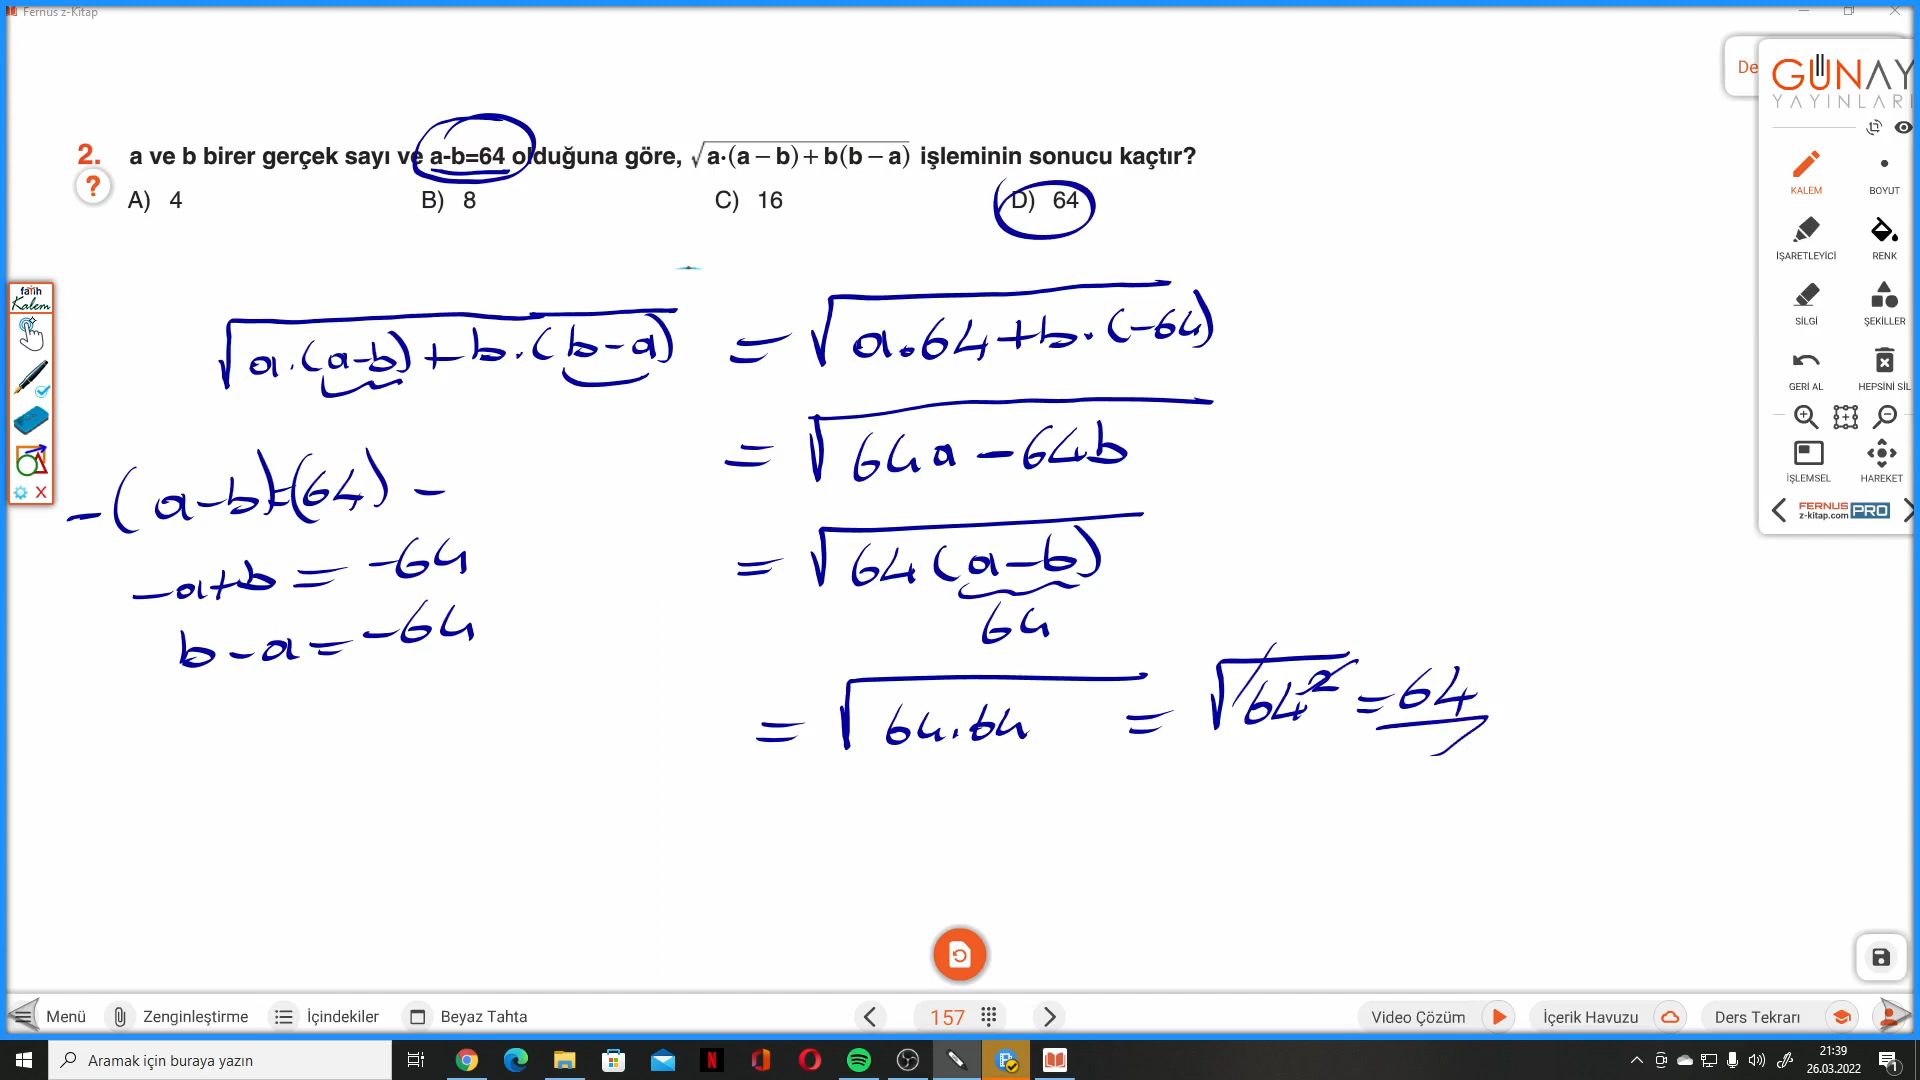 Fernus z-Kitap
De
GÜNAY
YAYINLARI
2. a ve b birer gerçek sayı ve a-b=64 olduğuna göre, √a·(a − b) + b(b − a) işleminin sonucu kaçtır?
?
A) 4 B) 8 C) 16 D) 64
KALEM BOYUT
İŞARETLEYİCİ RENK
SİLGİ ŞEKİLLER
GERİ AL HEPSİNİ SİL
İŞLEMSEL HAREKET
FERNUS z-kitap.com PRO
fatih
Kalem
√a.(a-b)+b.(b-a) = √a.64+b.(-64)
= √64a-64b
-(a-b)=(64)-
= √64(a-b)
64
-a+b=-64
b-a=-64
= √64.64 = √64² = 64
Menü Zenginleştirme İçindekiler Beyaz Tahta 157 Video Çözüm İçerik Havuzu Ders Tekrarı
Aramak için buraya yazın
21:39
26.03.2022
1